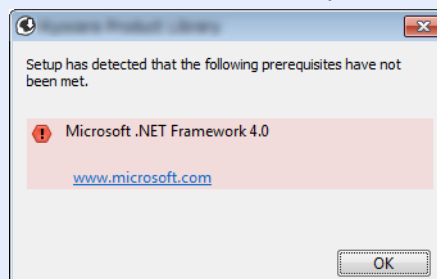 Setup has detected that the following prerequisites have not
been met.
Microsoft .NET Framework 4.0
www.microsoft.com
OK